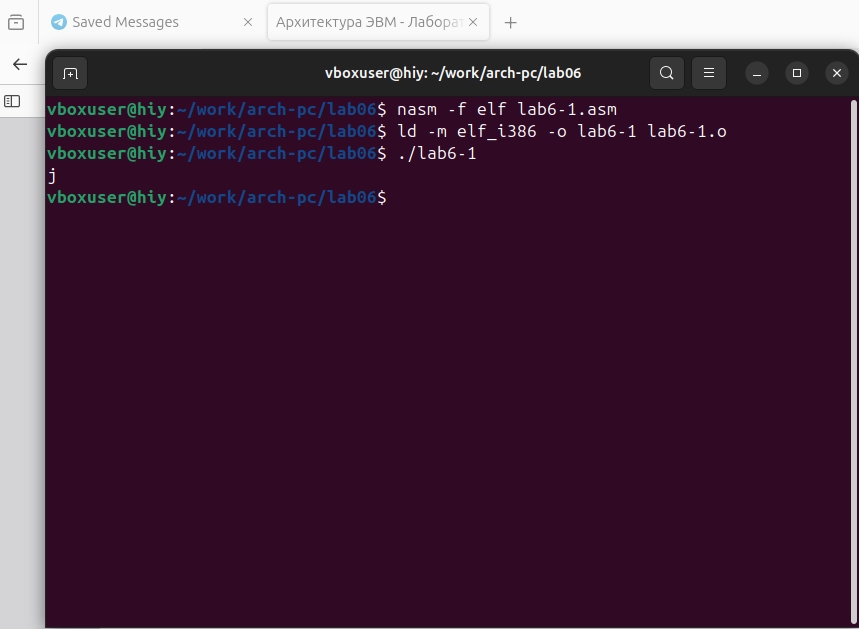 Saved Messages
Архитектура ЭВМ - Лабора
vboxuser@hiy: ~/work/arch-pc/lab06
vboxuser@hiy:~/work/arch-pc/lab06$ nasm -f elf lab6-1.asm
vboxuser@hiy:~/work/arch-pc/lab06$ ld -m elf_i386 -o lab6-1 lab6-1.o
vboxuser@hiy:~/work/arch-pc/lab06$ ./lab6-1
j
vboxuser@hiy:~/work/arch-pc/lab06$